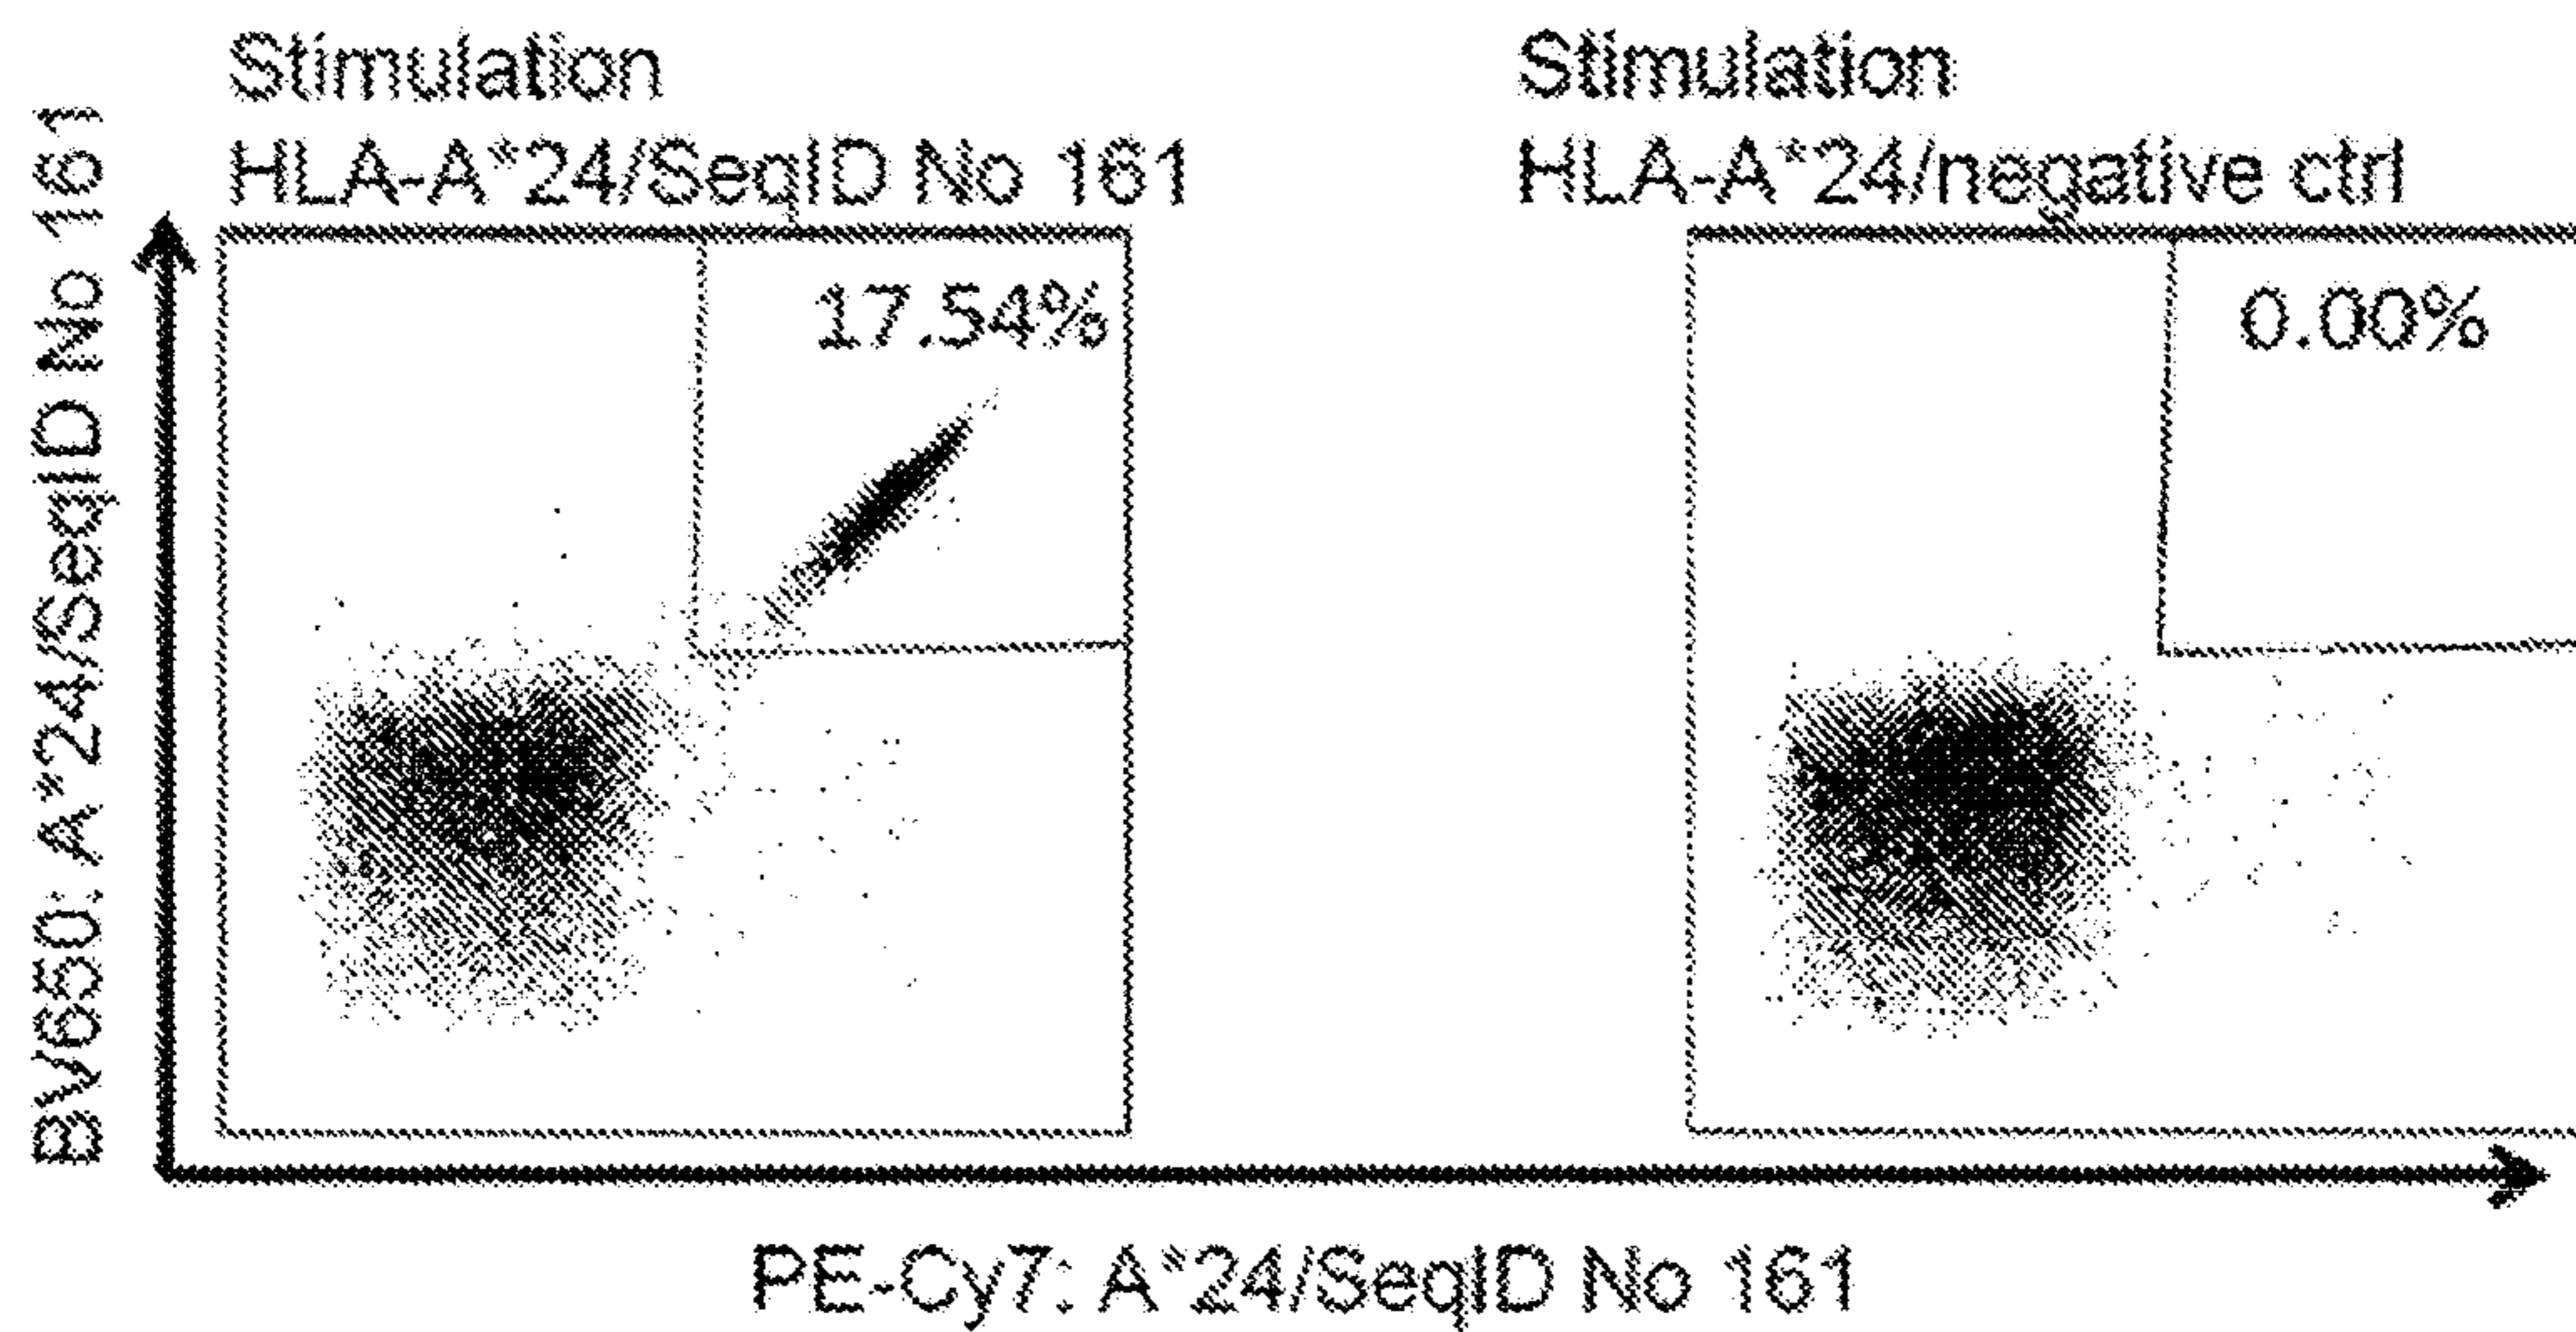 Stimulation
HLA-A*24/SeqID No 161
Stimulation
HLA-A*24/negative ctrl
17.54%
0.00%
BV650: A*24/SeqID No 161
PE-Cy7: A*24/SeqID No 161